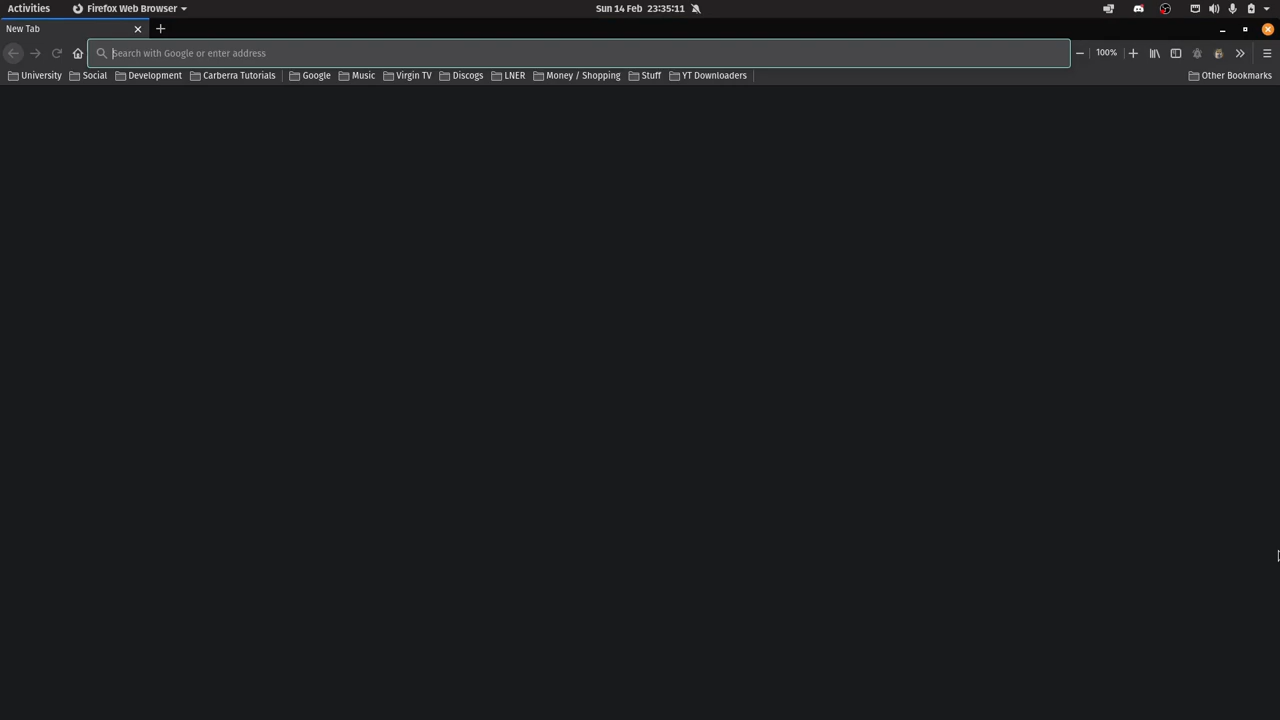 Activities Firefox Web Browser Sun 14 Feb 23:35:11
New Tab
Search with Google or enter address 100%
University Social Development Carberra Tutorials Google Music Virgin TV Discogs LNER Money / Shopping Stuff YT Downloaders Other Bookmarks